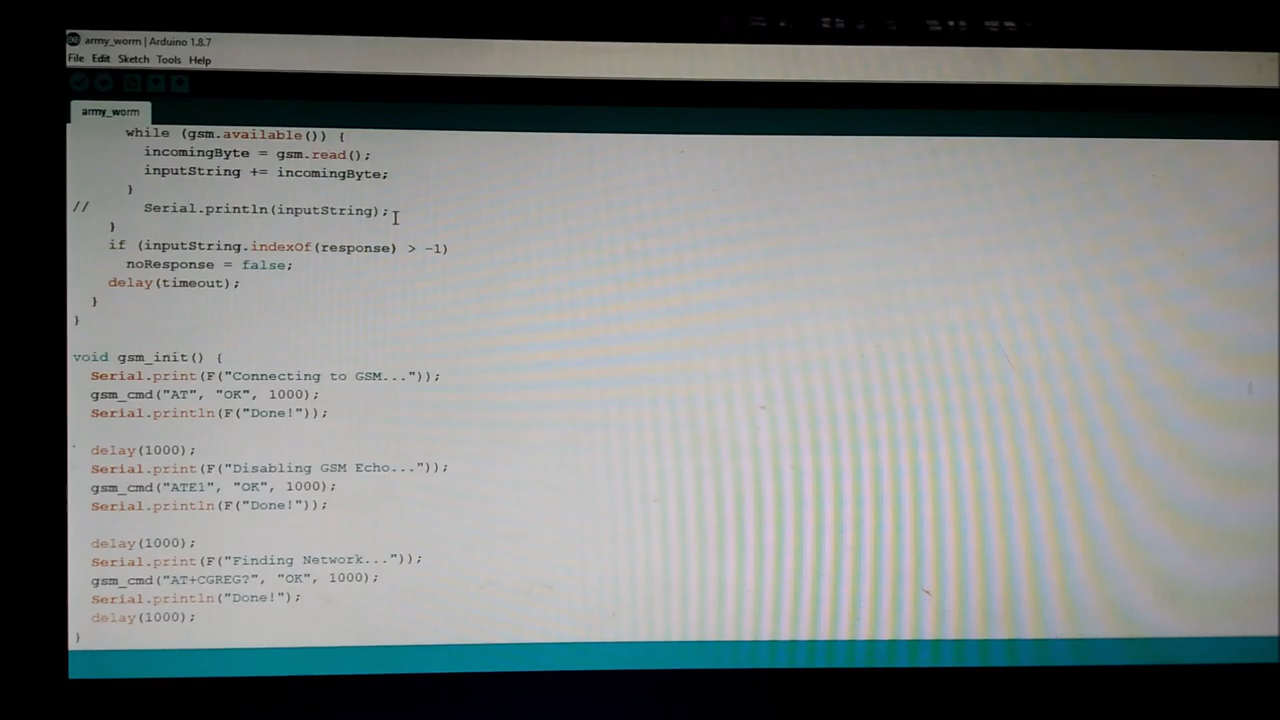 army_worm | Arduino 1.8.7
File Edit Sketch Tools Help
army_worm
while (gsm.available()) {
incomingByte = gsm.read();
inputString += incomingByte;
}
// Serial.println(inputString);
}
if (inputString.indexOf(response) > -1)
noResponse = false;
delay(timeout);
}
}
void gsm_init() {
Serial.print(F("Connecting to GSM..."));
gsm_cmd("AT", "OK", 1000);
Serial.println(F("Done!"));
delay(1000);
Serial.print(F("Disabling GSM Echo..."));
gsm_cmd("ATE1", "OK", 1000);
Serial.println(F("Done!"));
delay(1000);
Serial.print(F("Finding Network..."));
gsm_cmd("AT+CGREG?", "OK", 1000);
Serial.println("Done!");
delay(1000);
}